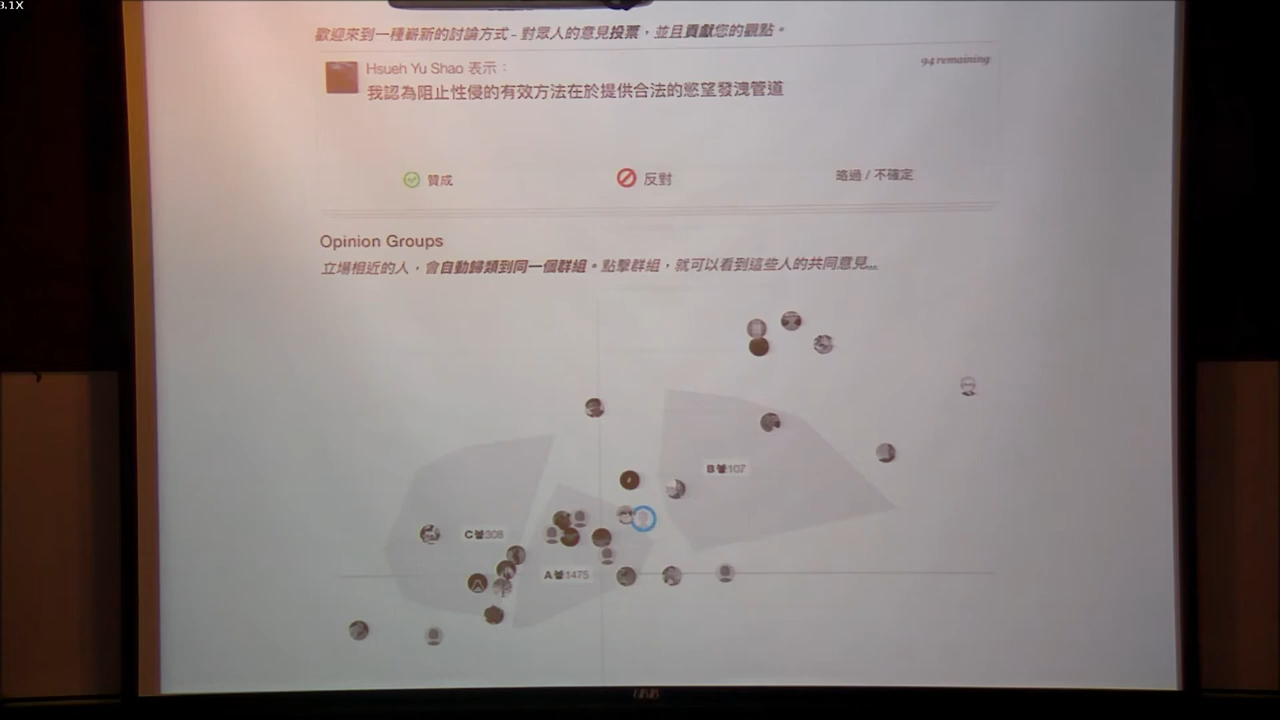 3.1X
歡迎來到一種嶄新的討論方式 - 對眾人的意見投票，並且貢獻您的觀點。
Hsueh Yu Shao 表示：
94 remaining
我認為阻止性侵的有效方法在於提供合法的慾望發洩管道
贊成
反對
略過 / 不確定
Opinion Groups
立場相近的人，會自動歸類到同一個群組。點擊群組，就可以看到這些人的共同意見...
B 107
C 308
A 1475